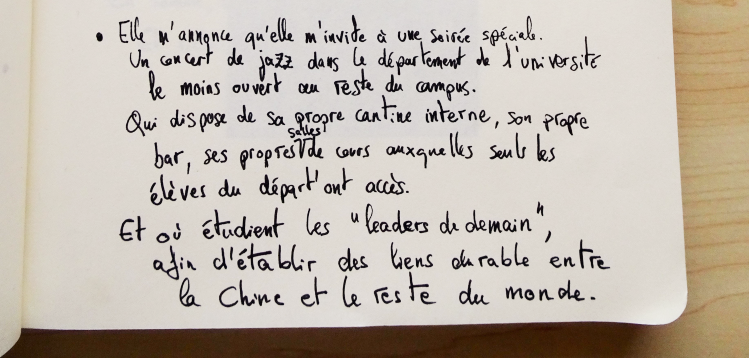 • Elle m'annonce qu'elle m'invite à une soirée spéciale.
Un concert de jazz dans le département de l'université
le moins ouvert au reste du campus.
Qui dispose de sa propre cantine interne, son propre
bar, ses propres salles de cours auxquelles seuls les
élèves du départ' ont accès.
Et où étudient les "leaders de demain",
afin d'établir des liens durable entre
la Chine et le reste du monde.